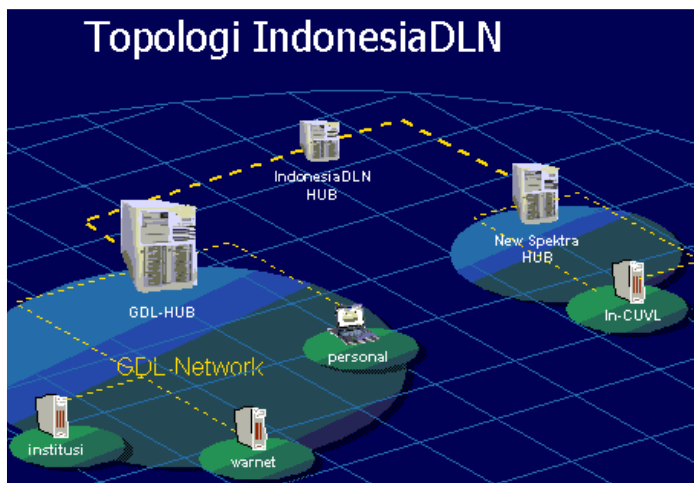 Topologi IndonesiaDLN
IndonesiaDLN
HUB
New Spektra
HUB
GDL-HUB
In-CUVL
personal
GDL-Network
institusi
warnet